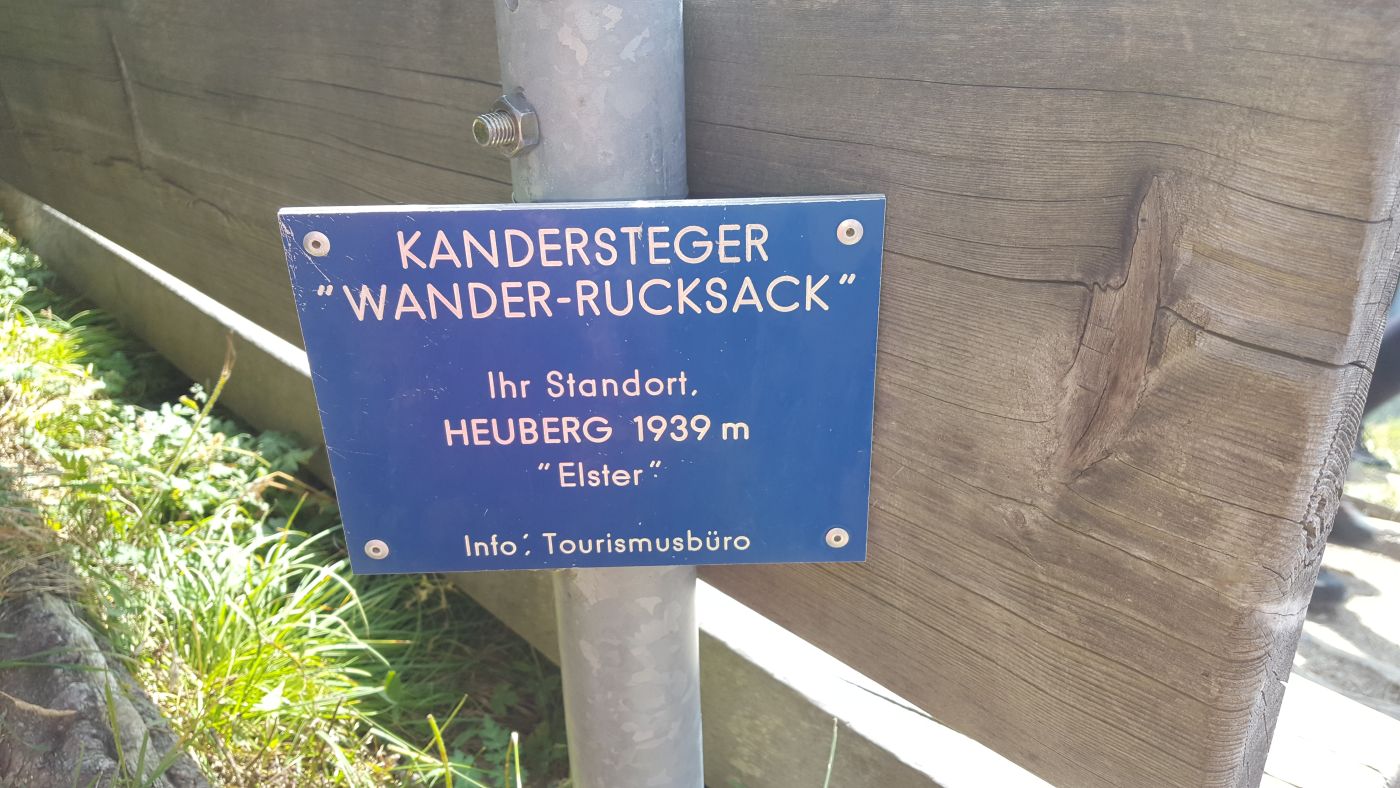 KANDERSTEGER
"WANDER-RUCKSACK"
Ihr Standort,
HEUBERG 1939 m
"Elster"
Info: Tourismusbüro